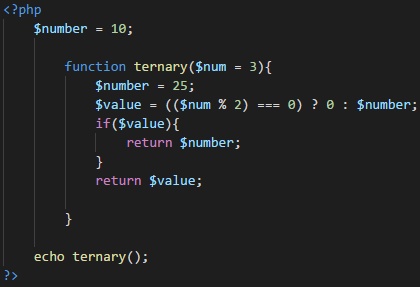 <?php
$number = 10;
function ternary($num = 3){
$number = 25;
$value = (($num % 2) === 0) ? 0 : $number;
if($value){
return $number;
}
return $value;
}
echo ternary();
?>